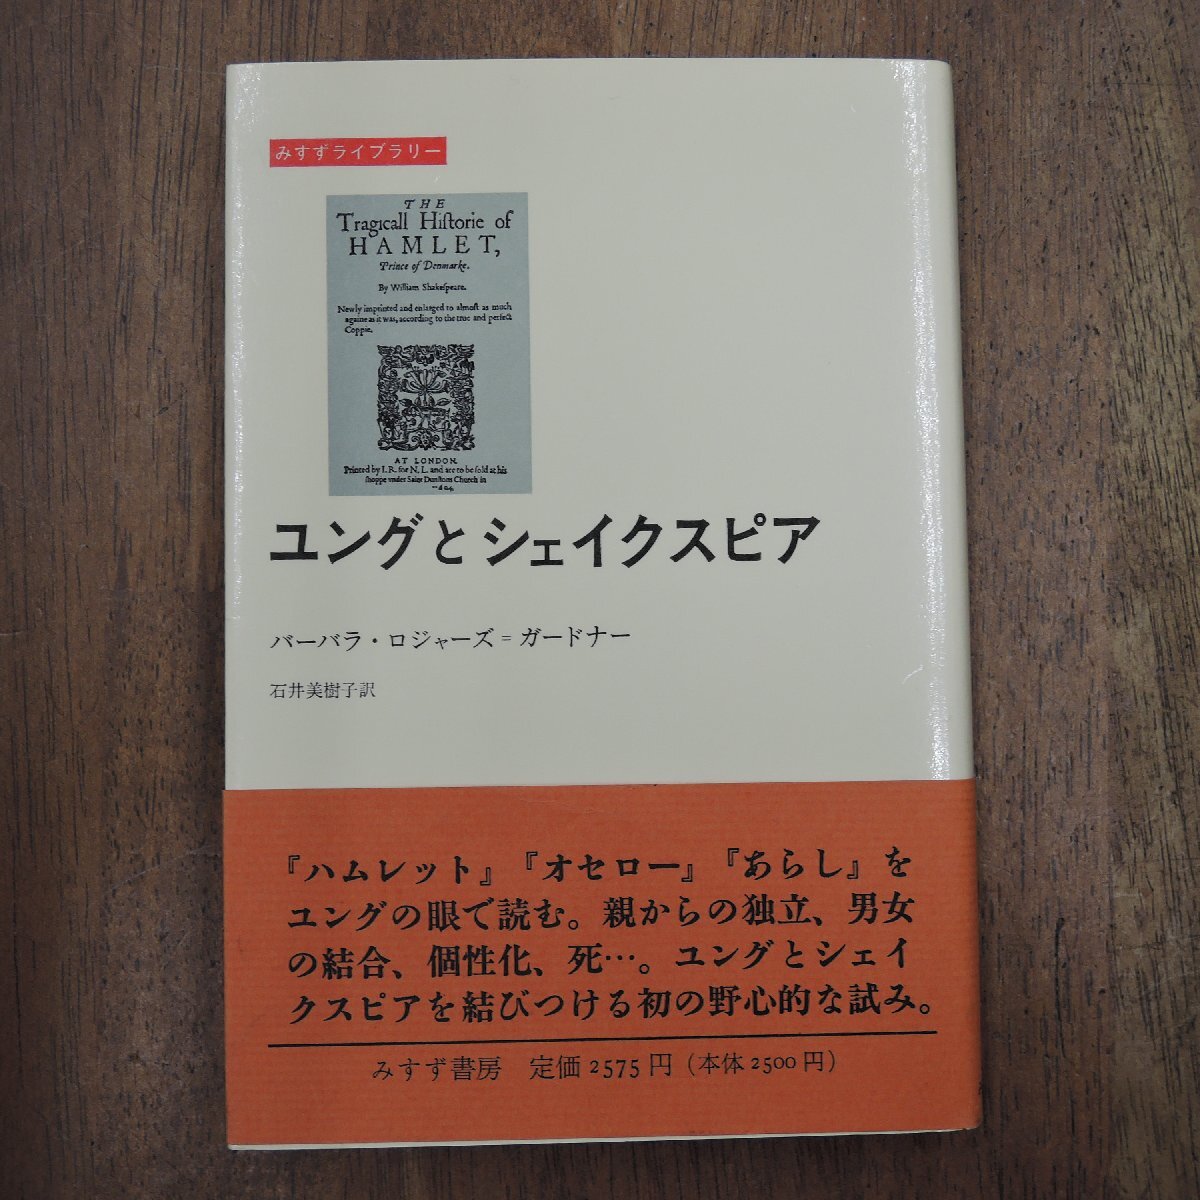 みすずライブラリー
THE
Tragicall Hiſtorie of
HAMLET,
Prince of Denmarke.
By William Shakeſpeare.
Newly imprinted and enlarged to almoſt as much
againe as it was, according to the true and perfect
Coppie.
AT LONDON,
Printed by I. R. for N. L. and are to be ſold at his
ſhoppe vnder Saint Dunſtons Church in
ユングとシェイクスピア
バーバラ・ロジャーズ=ガードナー
石井美樹子訳
『ハムレット』『オセロー』『あらし』を
ユングの眼で読む。親からの独立、男女
の結合、個性化、死…。ユングとシェイ
クスピアを結びつける初の野心的な試み。
みすず書房 定価2575円(本体2500円)